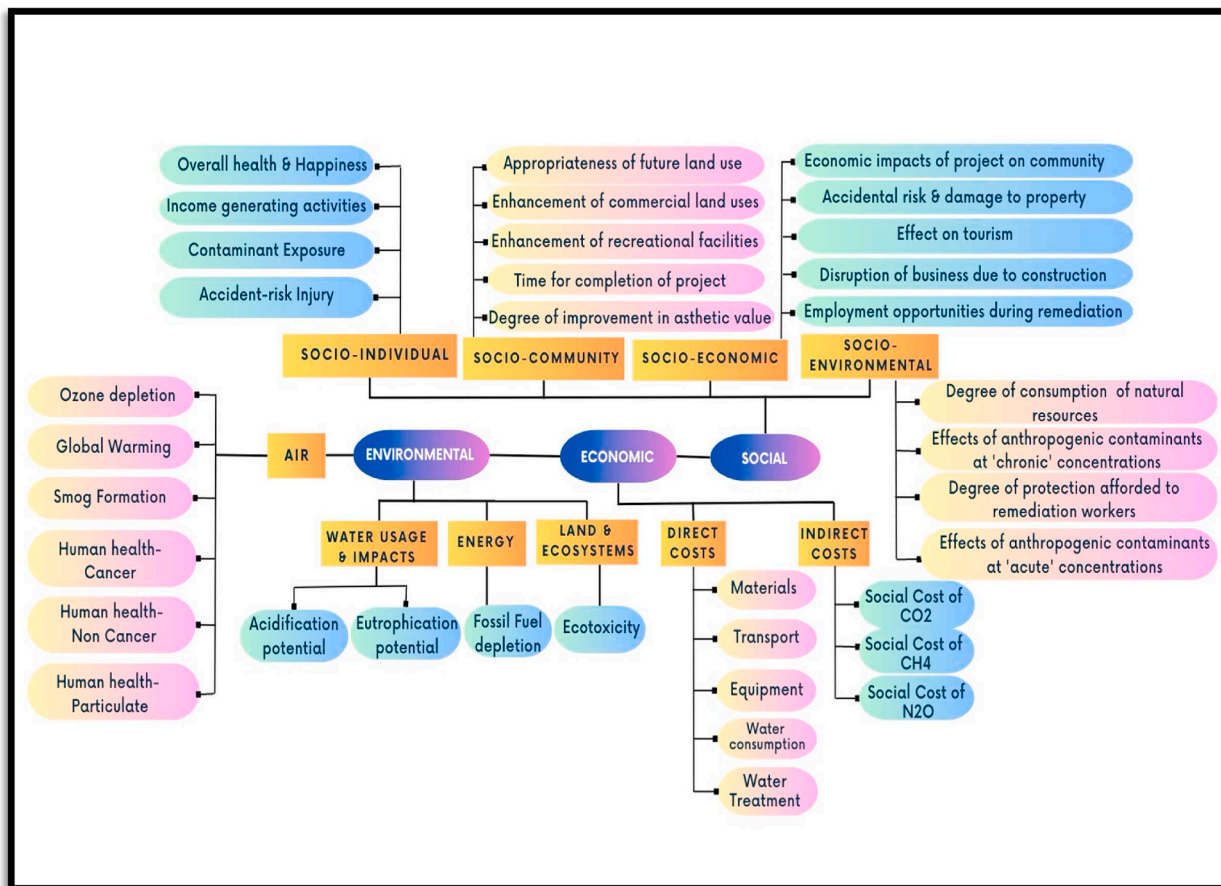 Overall health & Happiness
Income generating activities
Contaminant Exposure
Accident-risk Injury
Appropriateness of future land use
Enhancement of commercial land uses
Enhancement of recreational facilities
Time for completion of project
Degree of improvement in asthetic value
Economic impacts of project on community
Accidental risk & damage to property
Effect on tourism
Disruption of business due to construction
Employment opportunities during remediation
SOCIO-INDIVIDUAL
SOCIO-COMMUNITY
SOCIO-ECONOMIC
SOCIO-
ENVIRONMENTAL
Degree of consumption of natural
resources
Effects of anthropogenic contaminants
at 'chronic' concentrations
Degree of protection afforded to
remediation workers
Effects of anthropogenic contaminants
at 'acute' concentrations
Ozone depletion
Global Warming
Smog Formation
Human health-
Cancer
Human health-
Non Cancer
Human health-
Particulate
AIR
ENVIRONMENTAL
ECONOMIC
SOCIAL
WATER USAGE
& IMPACTS
ENERGY
LAND &
ECOSYSTEMS
DIRECT
COSTS
INDIRECT
COSTS
Acidification
potential
Eutrophication
potential
Fossil Fuel
depletion
Ecotoxicity
Materials
Transport
Equipment
Water
consumption
Water
Treatment
Social Cost of
CO2
Social Cost of
CH4
Social Cost of
N2O